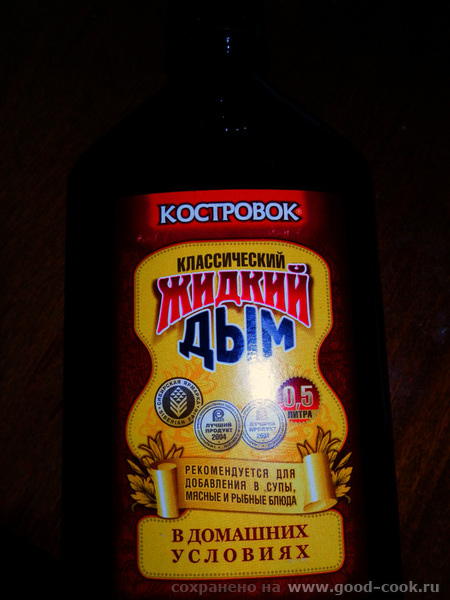 КОСТРОВОК
КЛАССИЧЕСКИЙ
ЖИДКИЙ
ДЫМ
0,5
ЛИТРА
ЛУЧШИЙ
ПРОДУКТ
2004
ЛУЧШИЙ
ПРОДУКТ
РЕКОМЕНДУЕТСЯ ДЛЯ
ДОБАВЛЕНИЯ В СУПЫ,
МЯСНЫЕ И РЫБНЫЕ БЛЮДА
В ДОМАШНИХ
УСЛОВИЯХ
сохранено на www.good-cook.ru